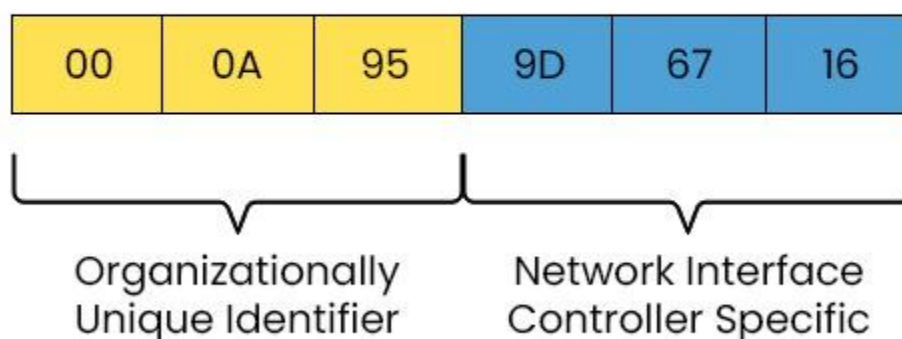 00 0A 95 9D 67 16
Organizationally
Unique Identifier
Network Interface
Controller Specific